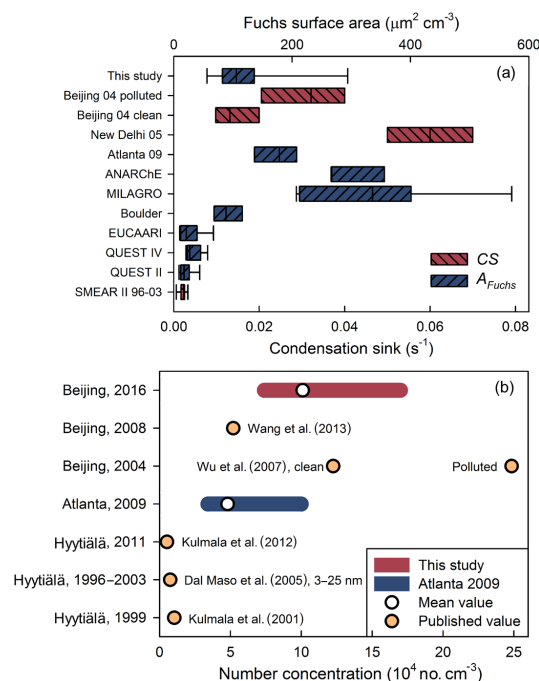 Fuchs surface area (μm² cm⁻³)
0 200 400 600
(a)
This study
Beijing 04 polluted
Beijing 04 clean
New Delhi 05
Atlanta 09
ANARChE
MILAGRO
Boulder
EUCAARI
QUEST IV
QUEST II
SMEAR II 96-03
CS
A_Fuchs
0.00 0.02 0.04 0.06 0.08
Condensation sink (s⁻¹)
(b)
Beijing, 2016
Beijing, 2008 Wang et al. (2013)
Beijing, 2004 Wu et al. (2007), clean Polluted
Atlanta, 2009
Hyytiälä, 2011 Kulmala et al. (2012)
Hyytiälä, 1996–2003 Dal Maso et al. (2005), 3–25 nm
Hyytiälä, 1999 Kulmala et al. (2001)
This study
Atlanta 2009
Mean value
Published value
0 5 10 15 20 25
Number concentration (10⁴ no. cm⁻³)